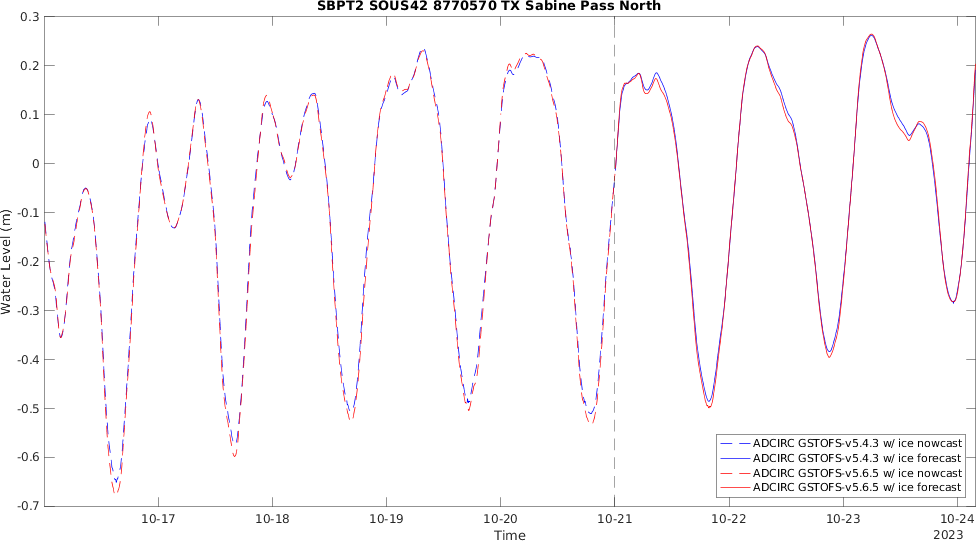 SBPT2 SOUS42 8770570 TX Sabine Pass North
0.3
0.2
0.1
0
-0.1
-0.2
-0.3
-0.4
-0.5
-0.6
-0.7
Water Level (m)
ADCIRC GSTOFS-v5.4.3 w/ ice nowcast
ADCIRC GSTOFS-v5.4.3 w/ ice forecast
ADCIRC GSTOFS-v5.6.5 w/ ice nowcast
ADCIRC GSTOFS-v5.6.5 w/ ice forecast
10-17 10-18 10-19 10-20 10-21 10-22 10-23 10-24
Time 2023